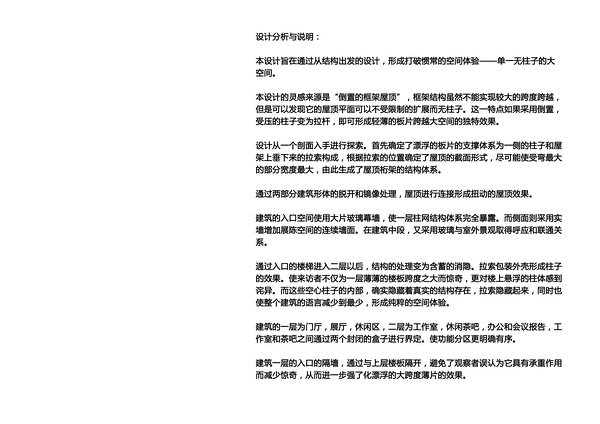 设计分析与说明：
本设计旨在通过从结构出发的设计，形成打破惯常的空间体验——单一无柱子的大
空间。
本设计的灵感来源是“倒置的框架屋顶”，框架结构虽然不能实现较大的跨度跨越，
但是可以发现它的屋顶平面可以不受限制的扩展而无柱子。这一特点如果采用倒置，
受压的柱子变为拉杆，即可形成轻薄的板片跨越大空间的独特效果。
设计从一个剖面入手进行探索。首先确定了漂浮的板片的支撑体系为一侧的柱子和屋
架上垂下来的拉索构成，根据拉索的位置确定了屋顶的截面形式，尽可能使受弯最大
的部分宽度最大，由此生成了屋顶桁架的结构体系。
通过两部分建筑形体的脱开和镜像处理，屋顶进行连接形成扭动的屋顶效果。
建筑的入口空间使用大片玻璃幕墙，使一层柱网结构体系完全暴露。而侧面则采用实
墙增加展陈空间的连续墙面。在建筑中段，又采用玻璃与室外景观取得呼应和联通关
系。
通过入口的楼梯进入二层以后，结构的处理变为含蓄的消隐。拉索包装外壳形成柱子
的效果。使来访者不仅为一层薄薄的楼板跨度之大而惊奇，更对楼上悬浮的柱体感到
诧异。而这些空心柱子的内部，确实隐藏着真实的结构存在，拉索隐藏起来，同时也
使整个建筑的语言减少到最少，形成纯粹的空间体验。
建筑的一层为门厅，展厅，休闲区，二层为工作室，休闲茶吧，办公和会议报告，工
作室和茶吧之间通过两个封闭的盒子进行界定。使功能分区更明确有序。
建筑一层的入口的隔墙，通过与上层楼板隔开，避免了观察者误认为它具有承重作用
而减少惊奇，从而进一步强了化漂浮的大跨度薄片的效果。